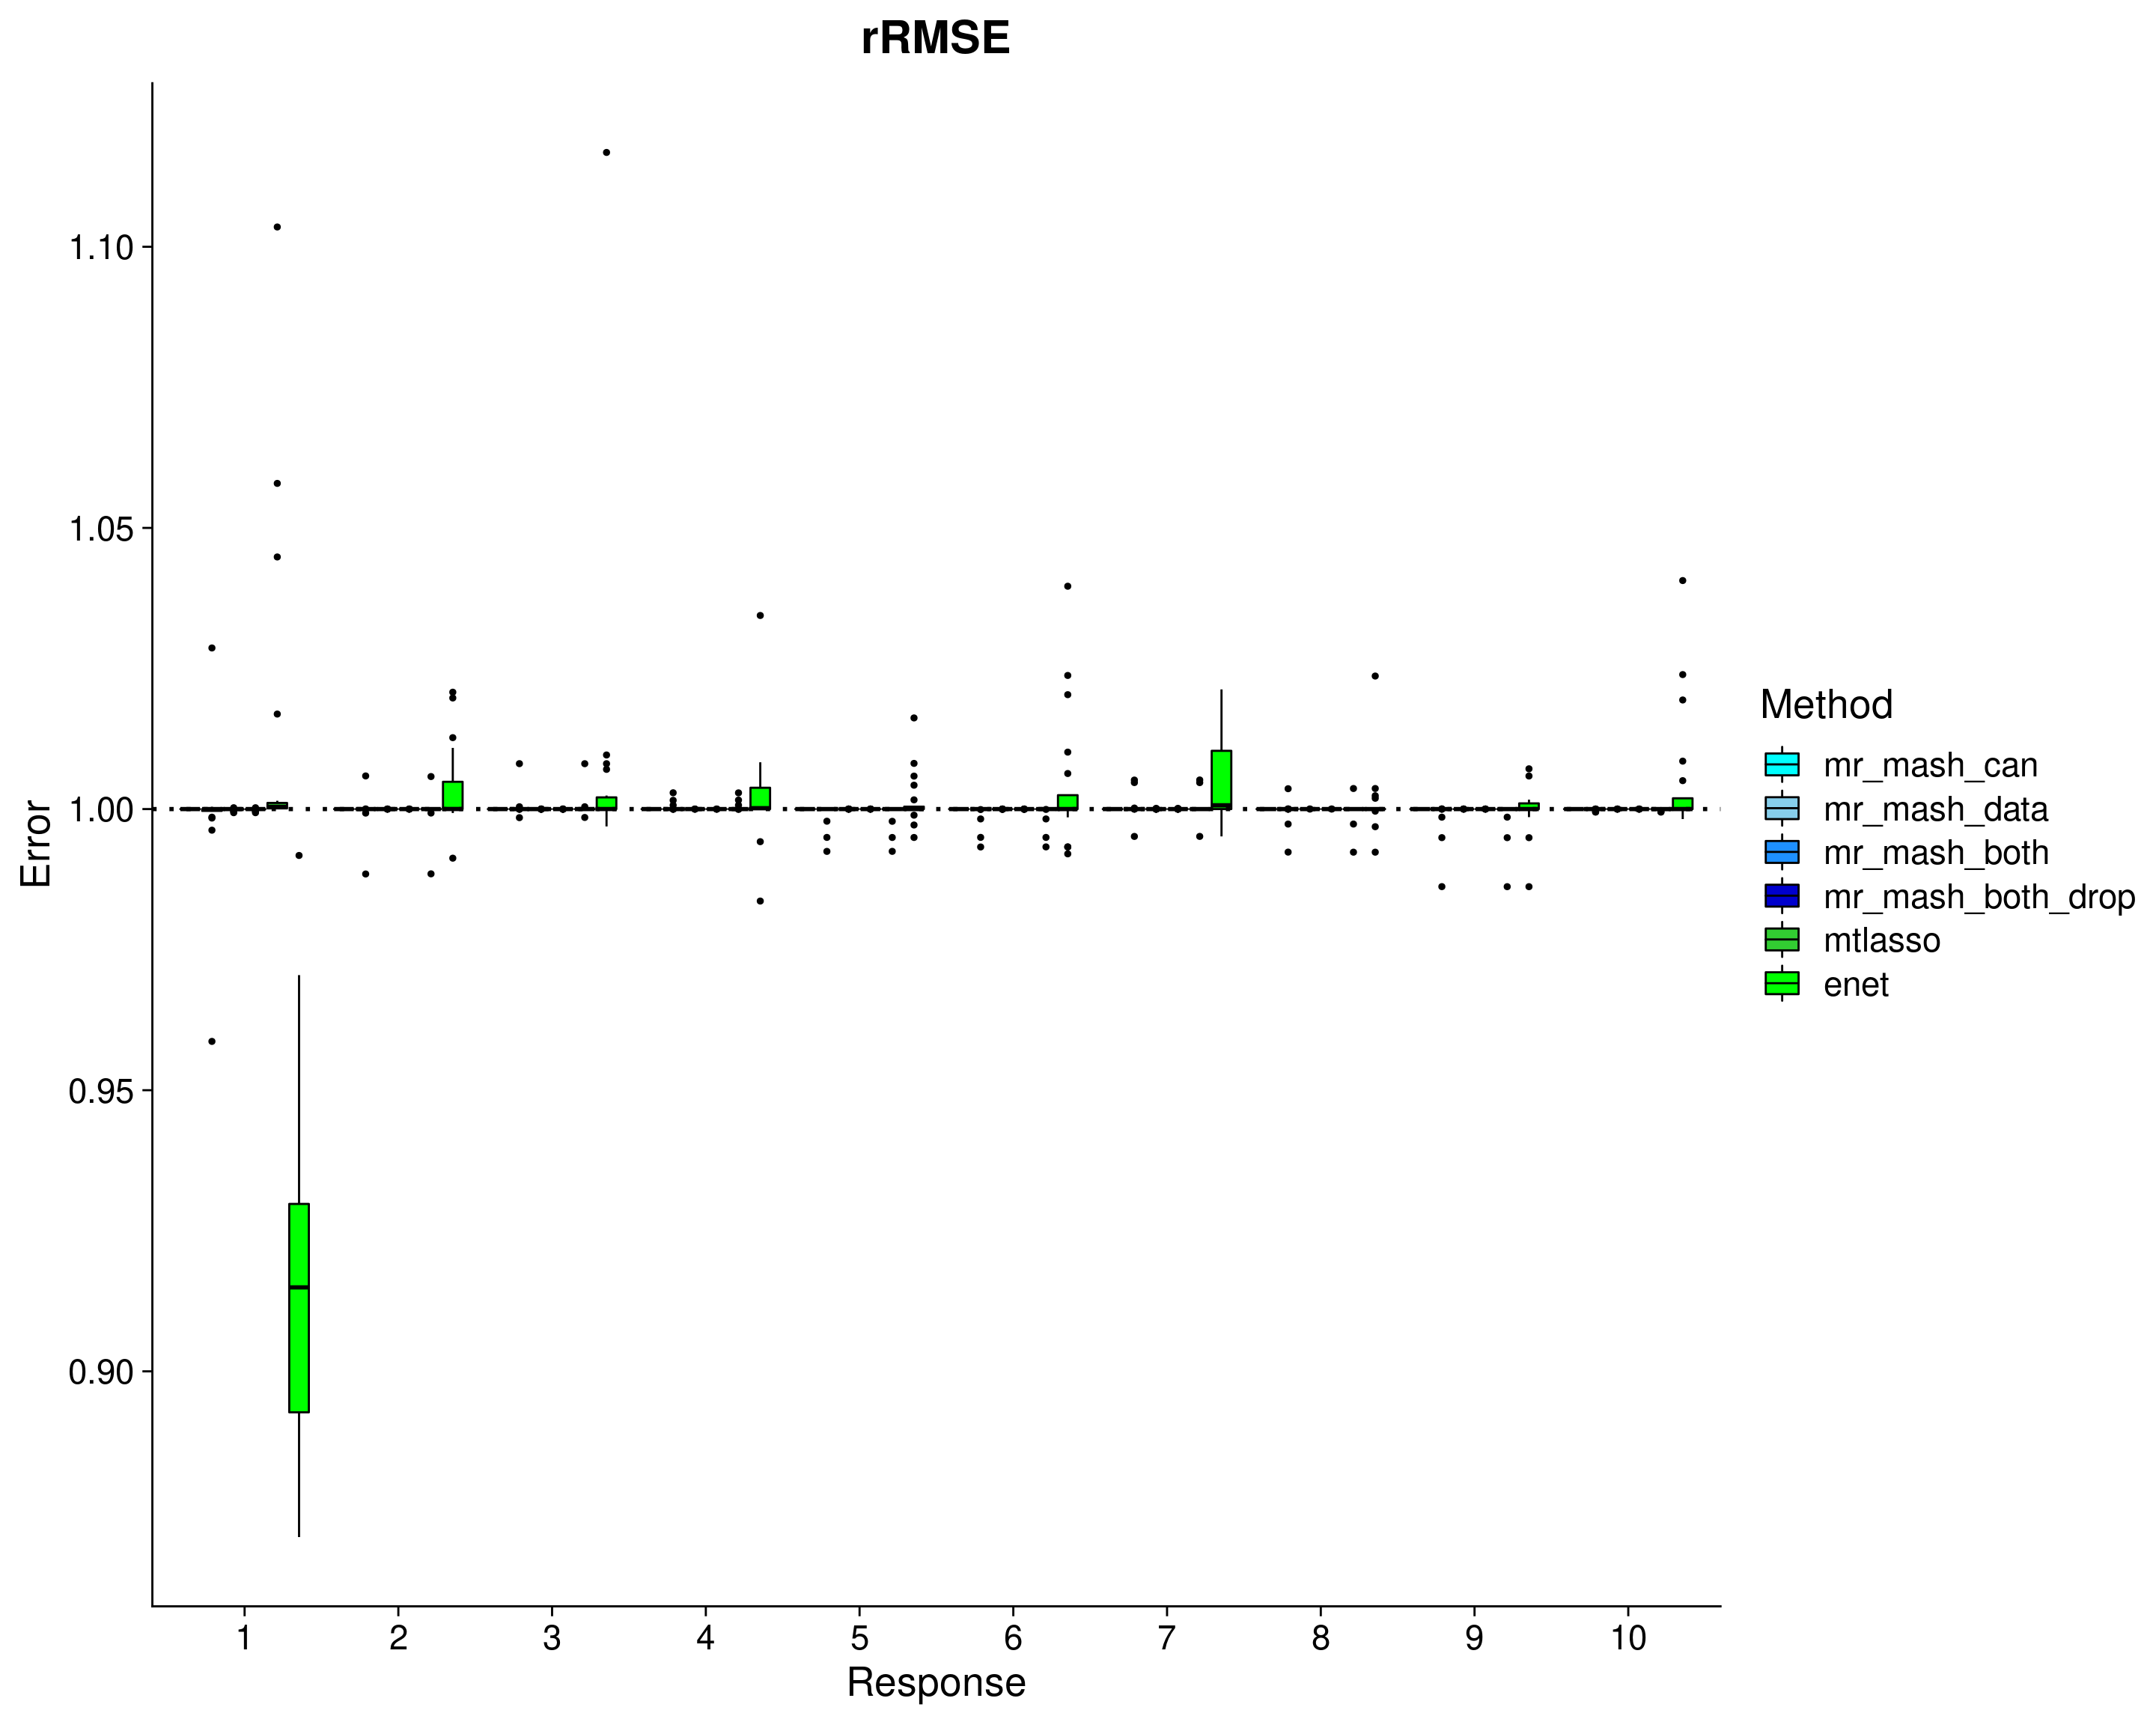 rRMSE
Error
1.10
1.05
1.00
0.95
0.90
1 2 3 4 5 6 7 8 9 10
Response
Method
mr_mash_can
mr_mash_data
mr_mash_both
mr_mash_both_drop
mtlasso
enet